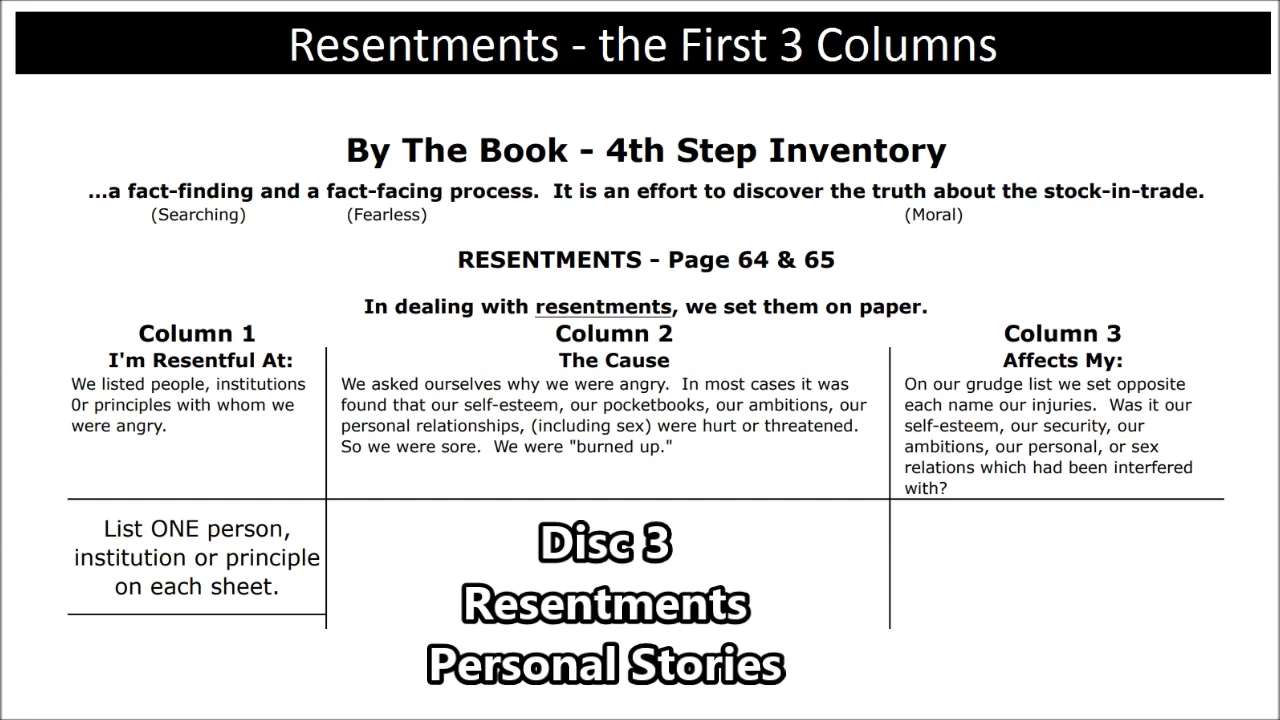 Resentments - the First 3 Columns
By The Book - 4th Step Inventory
...a fact-finding and a fact-facing process. It is an effort to discover the truth about the stock-in-trade.
(Searching) (Fearless) (Moral)
RESENTMENTS - Page 64 & 65
In dealing with resentments, we set them on paper.
Column 1
I'm Resentful At:
We listed people, institutions
0r principles with whom we
were angry.
List ONE person,
institution or principle
on each sheet.
Column 2
The Cause
We asked ourselves why we were angry. In most cases it was
found that our self-esteem, our pocketbooks, our ambitions, our
personal relationships, (including sex) were hurt or threatened.
So we were sore. We were "burned up."
Column 3
Affects My:
On our grudge list we set opposite
each name our injuries. Was it our
self-esteem, our security, our
ambitions, our personal, or sex
relations which had been interfered
with?
Disc 3
Resentments
Personal Stories